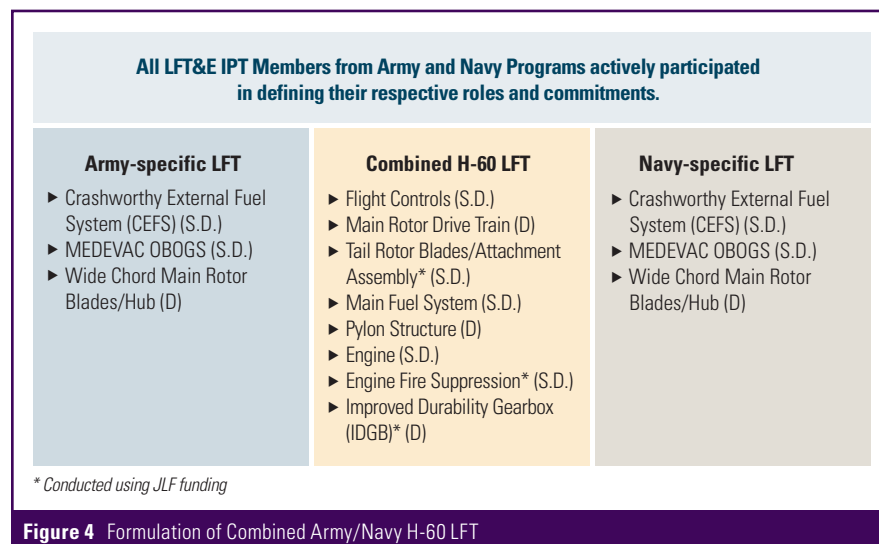 All LFT&E IPT Members from Army and Navy Programs actively participated
in defining their respective roles and commitments.
Army-specific LFT
▶ Crashworthy External Fuel
System (CEFS) (S.D.)
▶ MEDEVAC OBOGS (S.D.)
▶ Wide Chord Main Rotor
Blades/Hub (D)
Combined H-60 LFT
▶ Flight Controls (S.D.)
▶ Main Rotor Drive Train (D)
▶ Tail Rotor Blades/Attachment
Assembly* (S.D.)
▶ Main Fuel System (S.D.)
▶ Pylon Structure (D)
▶ Engine (S.D.)
▶ Engine Fire Suppression* (S.D.)
▶ Improved Durability Gearbox
(IDGB)* (D)
Navy-specific LFT
▶ Crashworthy External Fuel
System (CEFS) (S.D.)
▶ MEDEVAC OBOGS (S.D.)
▶ Wide Chord Main Rotor
Blades/Hub (D)
* Conducted using JLF funding
Figure 4 Formulation of Combined Army/Navy H-60 LFT